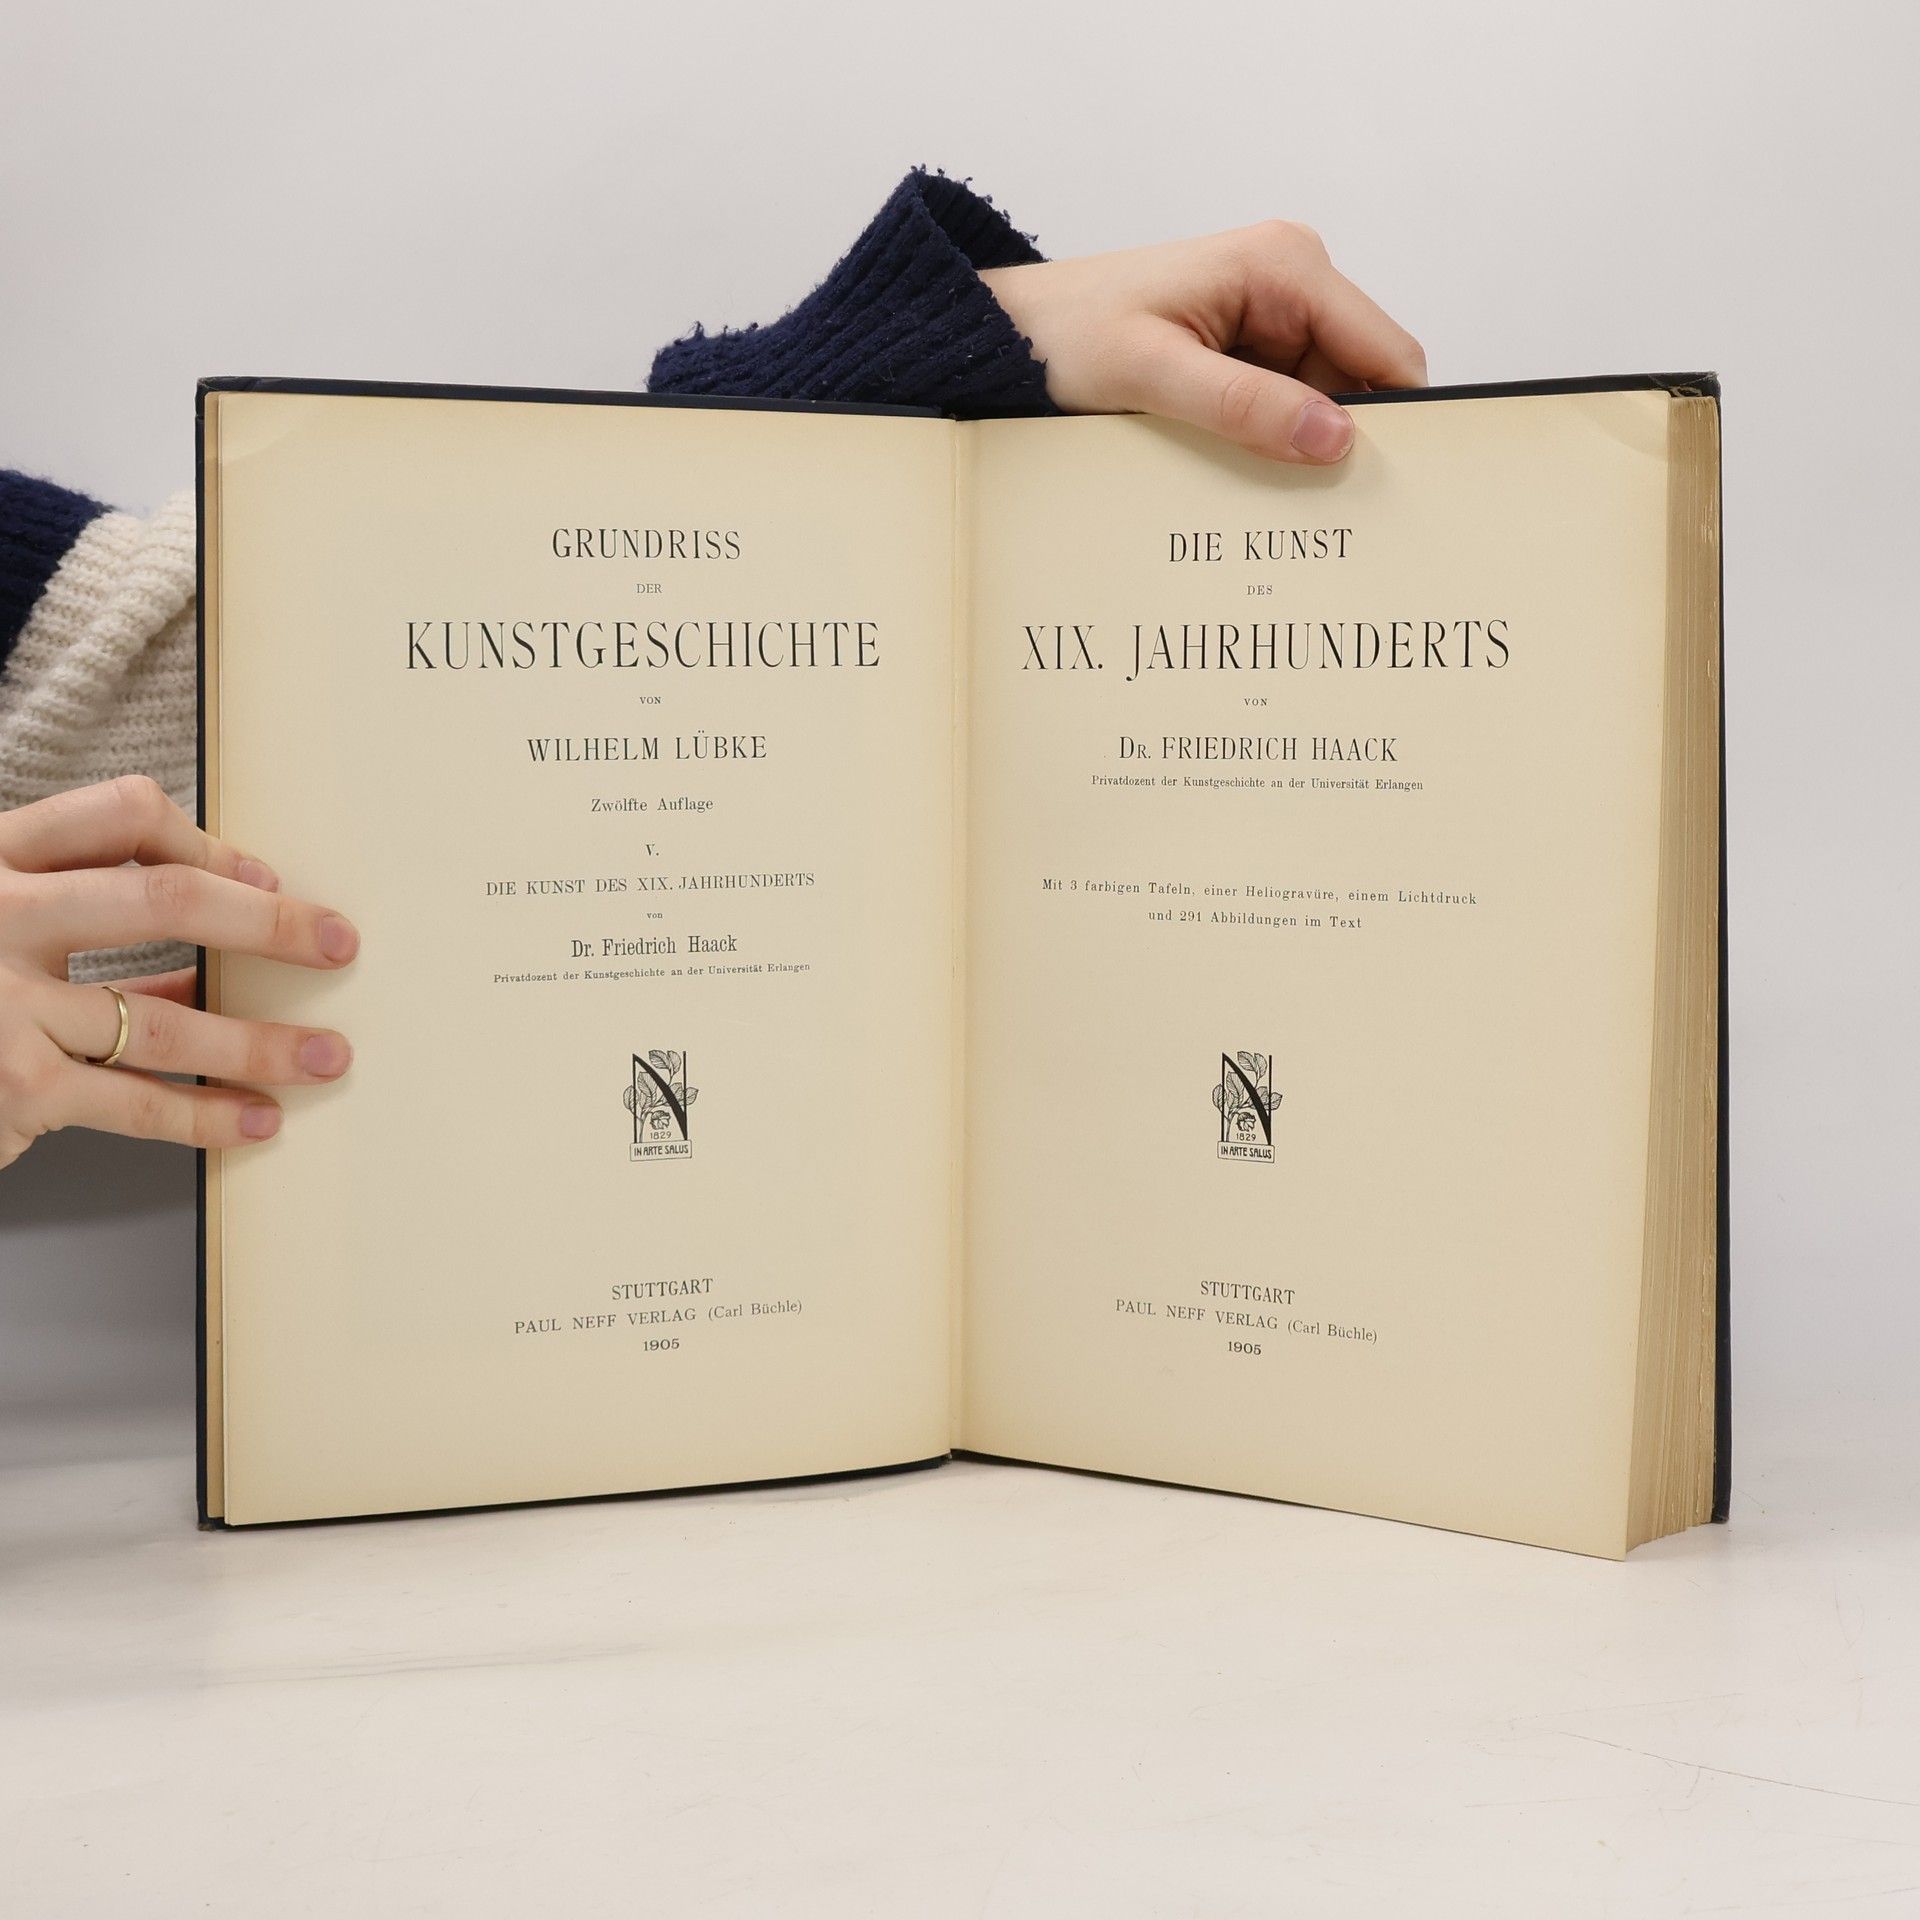 GRUNDRISS
DER
KUNSTGESCHICHTE
VON
WILHELM LÜBKE
Zwölfte Auflage
V.
DIE KUNST DES XIX. JAHRHUNDERTS
von
Dr. Friedrich Haack
Privatdozent der Kunstgeschichte an der Universität Erlangen
N
1829
IN ARTE SALUS
STUTTGART
PAUL NEFF VERLAG (Carl Büchle)
1905
DIE KUNST
DES
XIX. JAHRHUNDERTS
VON
DR. FRIEDRICH HAACK
Privatdozent der Kunstgeschichte an der Universität Erlangen
Mit 3 farbigen Tafeln, einer Heliogravüre, einem Lichtdruck
und 291 Abbildungen im Text
N
1829
IN ARTE SALUS
STUTTGART
PAUL NEFF VERLAG (Carl Büchle)
1905